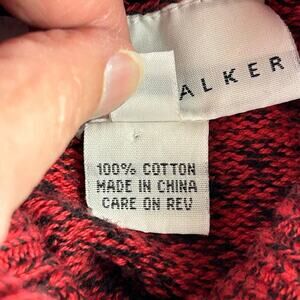 ALKER
100% COTTON
MADE IN CHINA
CARE ON REV